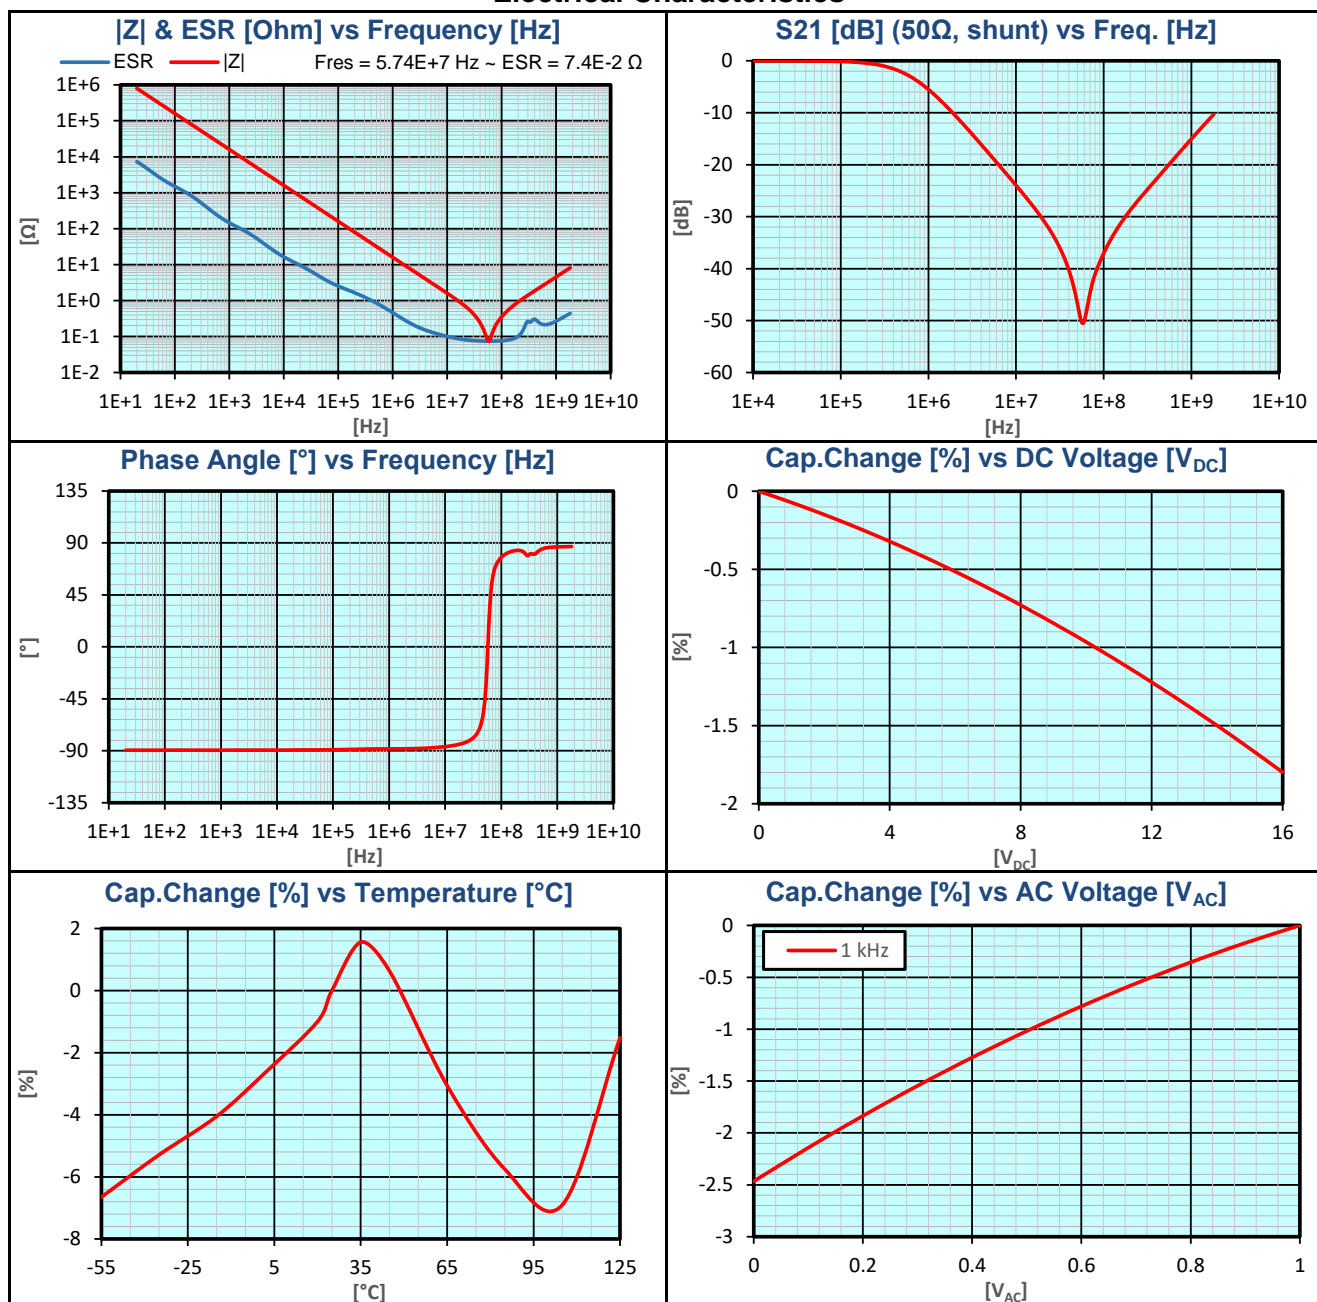 Electrical Characteristics
|Z| & ESR [Ohm] vs Frequency [Hz]
ESR |Z| Fres = 5.74E+7 Hz ~ ESR = 7.4E-2 Ω
1E+6
1E+5
1E+4
1E+3
1E+2
1E+1
1E+0
1E-1
1E-2
[Ω]
1E+1 1E+2 1E+3 1E+4 1E+5 1E+6 1E+7 1E+8 1E+9 1E+10
[Hz]
S21 [dB] (50Ω, shunt) vs Freq. [Hz]
0
-10
-20
-30
-40
-50
-60
[dB]
1E+4 1E+5 1E+6 1E+7 1E+8 1E+9 1E+10
[Hz]
Phase Angle [°] vs Frequency [Hz]
135
90
45
0
-45
-90
-135
[°]
1E+1 1E+2 1E+3 1E+4 1E+5 1E+6 1E+7 1E+8 1E+9 1E+10
[Hz]
Cap.Change [%] vs DC Voltage [VDC]
0
-0.5
-1
-1.5
-2
[%]
0 4 8 12 16
[VDC]
Cap.Change [%] vs Temperature [°C]
2
0
-2
-4
-6
-8
[%]
-55 -25 5 35 65 95 125
[°C]
Cap.Change [%] vs AC Voltage [VAC]
1 kHz
0
-0.5
-1
-1.5
-2
-2.5
-3
[%]
0 0.2 0.4 0.6 0.8 1
[VAC]